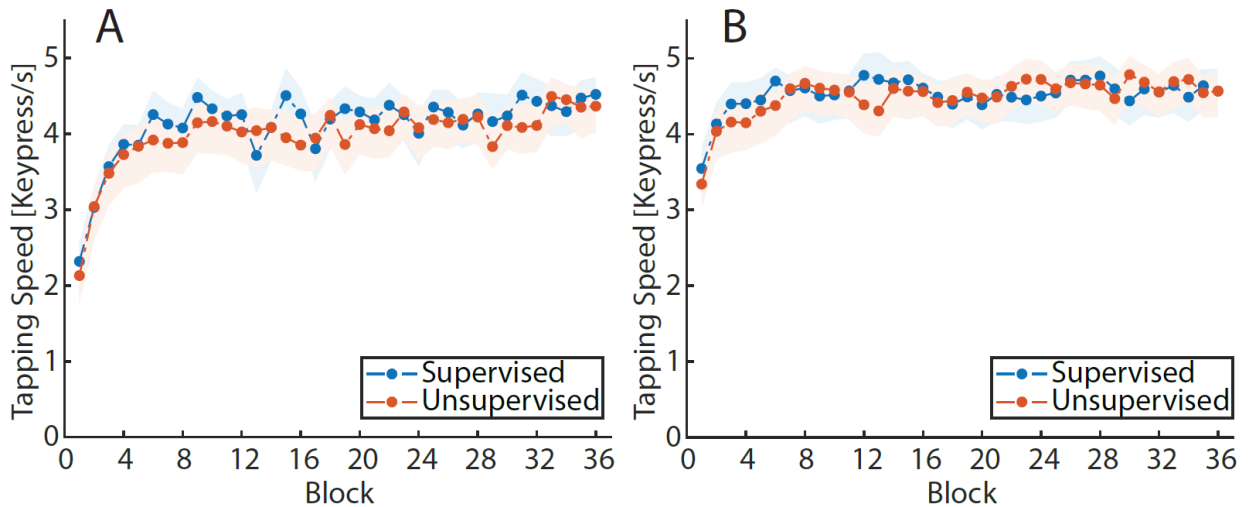 A
Tapping Speed [Keypress/s]
5
4
3
2
1
0
0 4 8 12 16 20 24 28 32 36
Block
Supervised
Unsupervised
B
Tapping Speed [Keypress/s]
5
4
3
2
1
0
0 4 8 12 16 20 24 28 32 36
Block
Supervised
Unsupervised